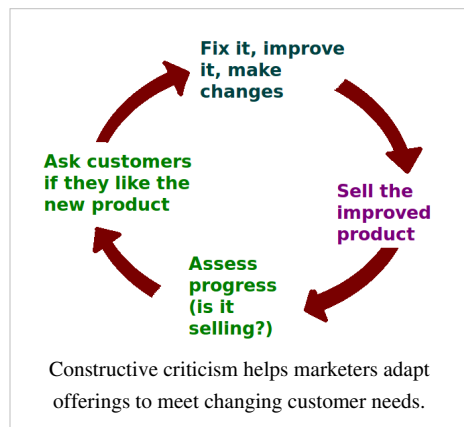 Fix it, improve
it, make
changes
Sell the
improved
product
Assess
progress
(is it
selling?)
Ask customers
if they like the
new product
Constructive criticism helps marketers adapt
offerings to meet changing customer needs.